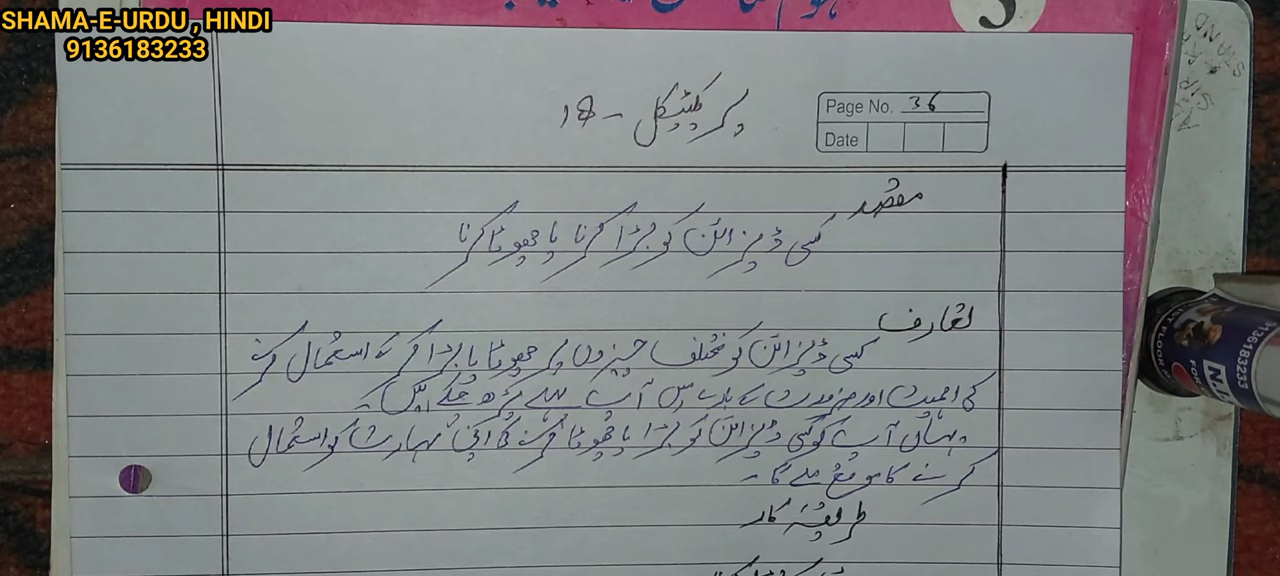 SHAMA-E-URDU , HINDI
9136183233
پریکٹیکل - 18
Page No. 36
Date
مقصد
کسی ڈیزائن کو بڑا کرنا یا چھوٹا کرنا
تعارف
کسی ڈیزائن کو مختلف چیزوں پر چھوٹا یا بڑا کر کے استعمال کرنے
کی اہمیت اور ضرورت کے بارے میں آپ پہلے پڑھ چکے ہیں۔
یہاں آپ کو کسی ڈیزائن کو بڑا یا چھوٹا کرنے کی اپنی مہارت کو استعمال
کرنے کا موقع ملے گا۔
طریقۂ کار
STAND
9136183233